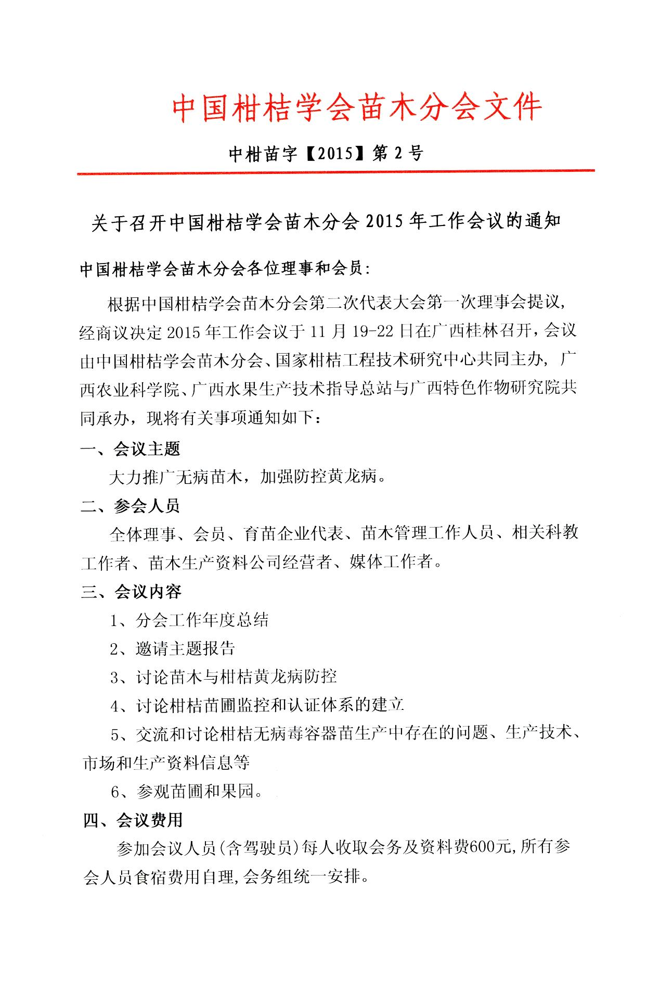 中国柑桔学会苗木分会文件
中柑苗字【2015】第2号
关于召开中国柑桔学会苗木分会2015年工作会议的通知
中国柑桔学会苗木分会各位理事和会员:
根据中国柑桔学会苗木分会第二次代表大会第一次理事会提议,
经商议决定2015年工作会议于11月19-22日在广西桂林召开,会议
由中国柑桔学会苗木分会、国家柑桔工程技术研究中心共同主办,广
西农业科学院、广西水果生产技术指导总站与广西特色作物研究院共
同承办，现将有关事项通知如下：
一、会议主题
大力推广无病苗木，加强防控黄龙病。
二、参会人员
全体理事、会员、育苗企业代表、苗木管理工作人员、相关科教
工作者、苗木生产资料公司经营者、媒体工作者。
三、会议内容
1、分会工作年度总结
2、邀请主题报告
3、讨论苗木与柑桔黄龙病防控
4、讨论柑桔苗圃监控和认证体系的建立
5、交流和讨论柑桔无病毒容器苗生产中存在的问题、生产技术、
市场和生产资料信息等
6、参观苗圃和果园。
四、会议费用
参加会议人员(含驾驶员)每人收取会务及资料费600元,所有参
会人员食宿费用自理,会务组统一安排。